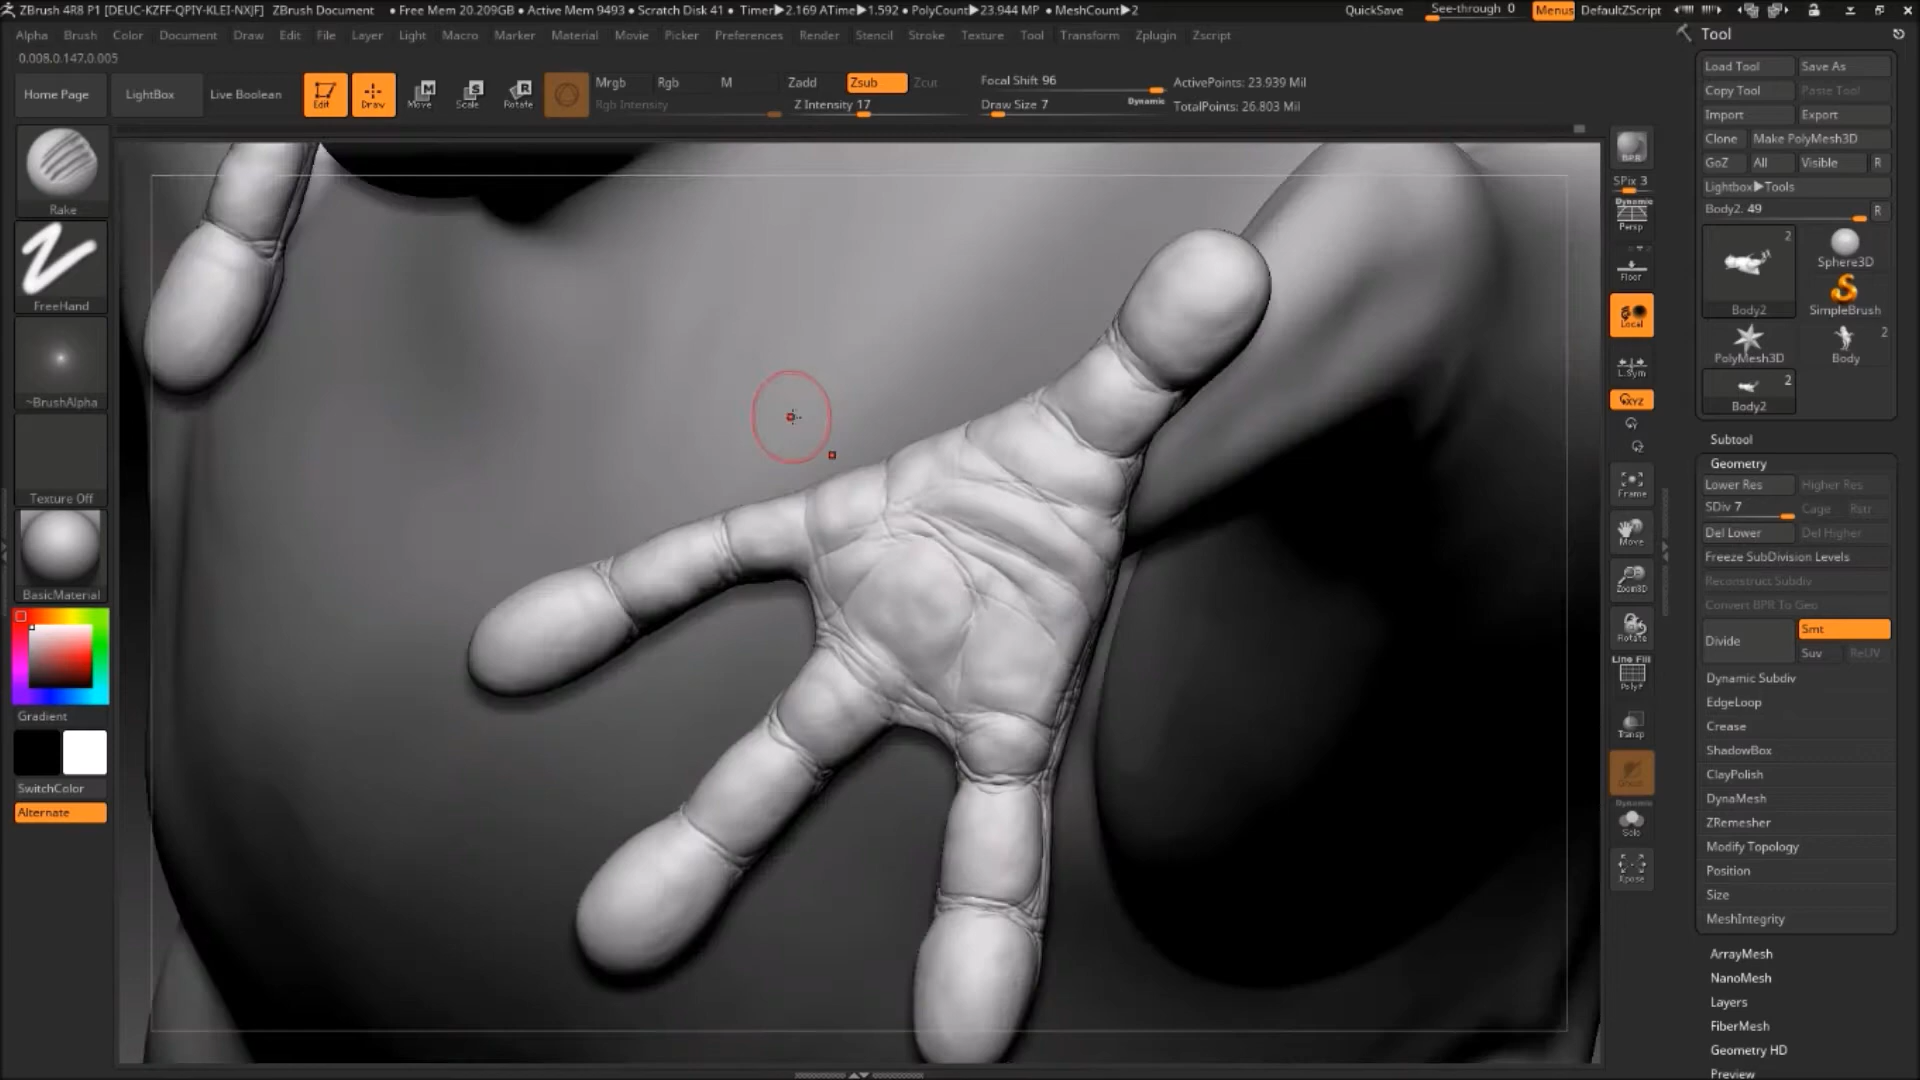 ZBrush 4R8 P1 [DEUC-KZFF-QPIY-KLEI-NXJF] ZBrush Document • Free Mem 20.209GB • Active Mem 9493 • Scratch Disk 41 • Timer▶2.169 ATime▶1.592 • PolyCount▶23.944 MP • MeshCount▶2 QuickSave See-through 0 Menus DefaultZScript
Alpha Brush Color Document Draw Edit File Layer Light Macro Marker Material Movie Picker Preferences Render Stencil Stroke Texture Tool Transform Zplugin Zscript
0.008,0.147,0.005
Home Page LightBox Live Boolean Edit Draw Move Scale Rotate
Mrgb Rgb M Zadd Zsub Zcut
Rgb Intensity Z Intensity 17
Focal Shift 96
Draw Size 7 Dynamic
ActivePoints: 23.939 Mil
TotalPoints: 26.803 Mil
Rake
FreeHand
~BrushAlpha
Texture Off
BasicMaterial
Gradient
SwitchColor
Alternate
BPR
SPix 3
Dynamic
Persp
Floor
Local
L.Sym
XYZ
Frame
Move
Zoom3D
Rotate
Line Fill
PolyF
Transp
Ghost
Dynamic
Solo
Xpose
Tool
Load Tool Save As
Copy Tool Paste Tool
Import Export
Clone Make PolyMesh3D
GoZ All Visible R
Lightbox▶Tools
Body2. 49 R
2
Body2
Sphere3D
SimpleBrush
PolyMesh3D
2
Body
2
Body2
Subtool
Geometry
Lower Res Higher Res
SDiv 7 Cage Rstr
Del Lower Del Higher
Freeze SubDivision Levels
Reconstruct Subdiv
Convert BPR To Geo
Divide Smt
Suv ReUV
Dynamic Subdiv
EdgeLoop
Crease
ShadowBox
ClayPolish
DynaMesh
ZRemesher
Modify Topology
Position
Size
MeshIntegrity
ArrayMesh
NanoMesh
Layers
FiberMesh
Geometry HD
Preview